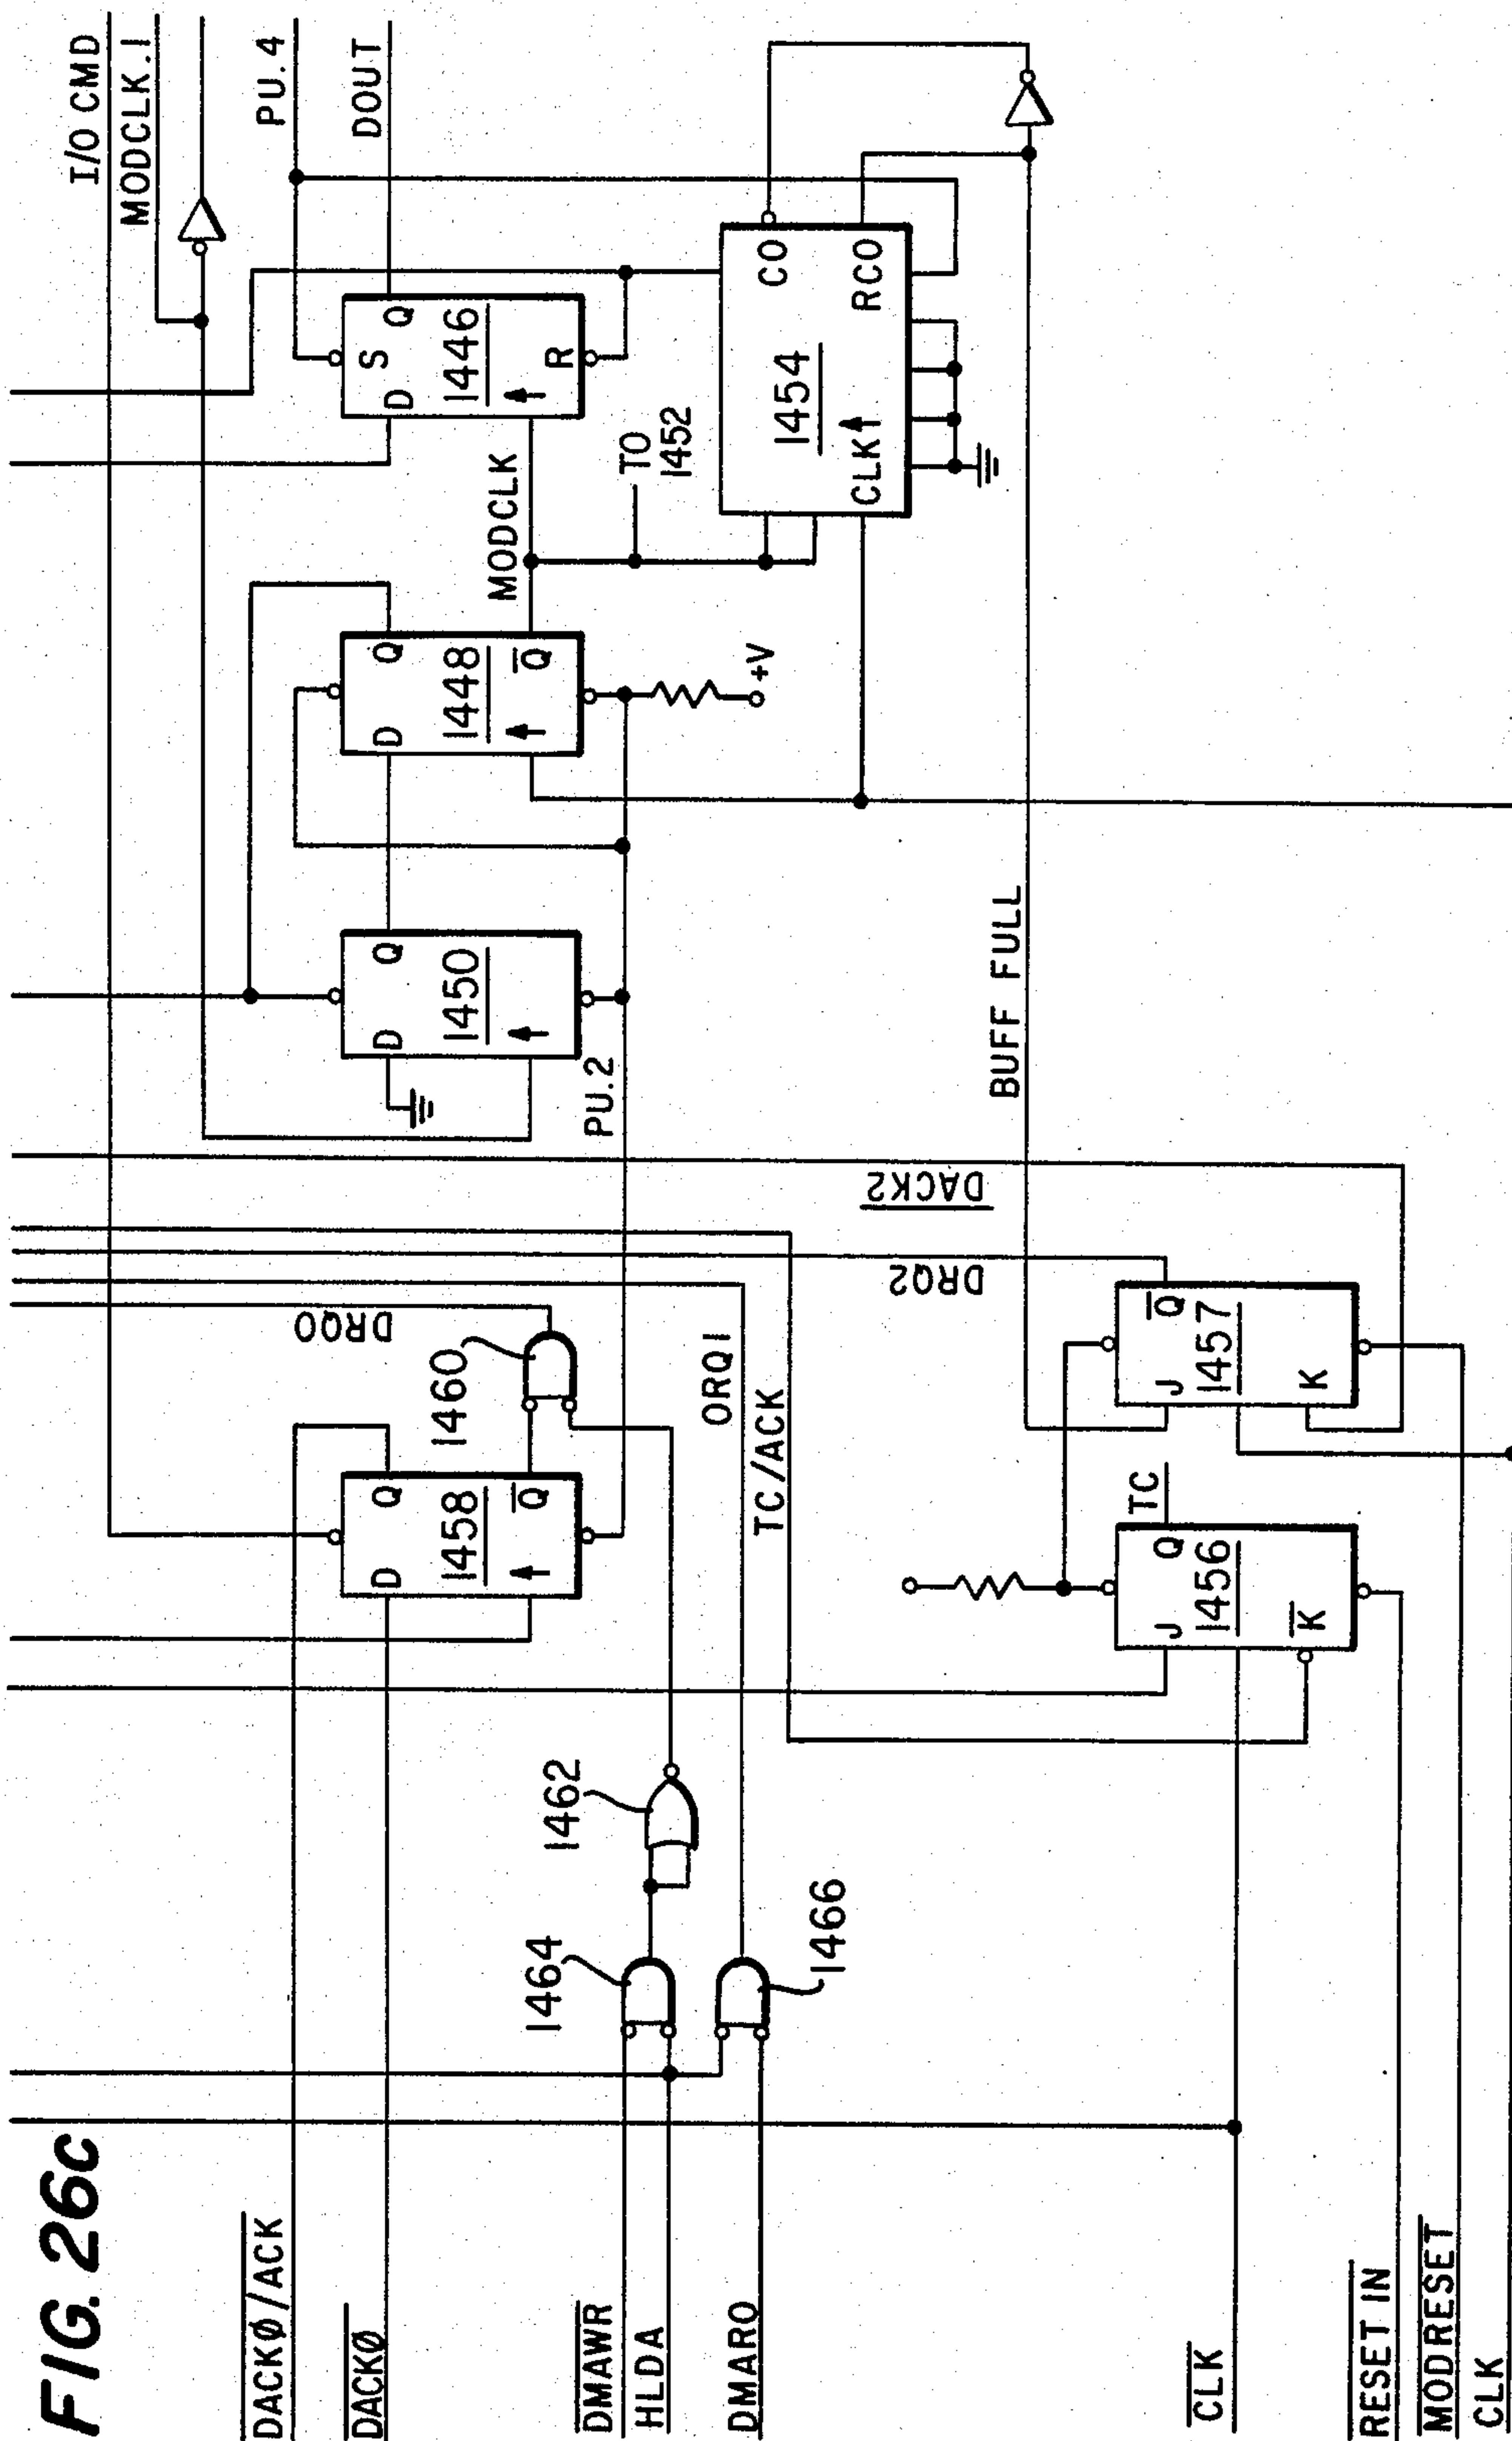 FIG. 26c
I/O CMD
MODCLK.1
PU.4
DOUT
DACKØ/ACK
DACKØ
DMAWR
HLDA
DMARO
CLK
RESET IN
MODRESET
CLK
D
Q
1458
Q
DRQ0
1460
1462
1464
1466
ORQ1
TC/ACK
DRQ2
DACK2
BUFF FULL
PU.2
D
Q
1450
D
Q
1448
Q
+V
MODCLK
TO
1452
S
D
Q
1446
R
CO
1454
CLK1
RCO
TC
J
Q
1456
K
J
Q
1457
K